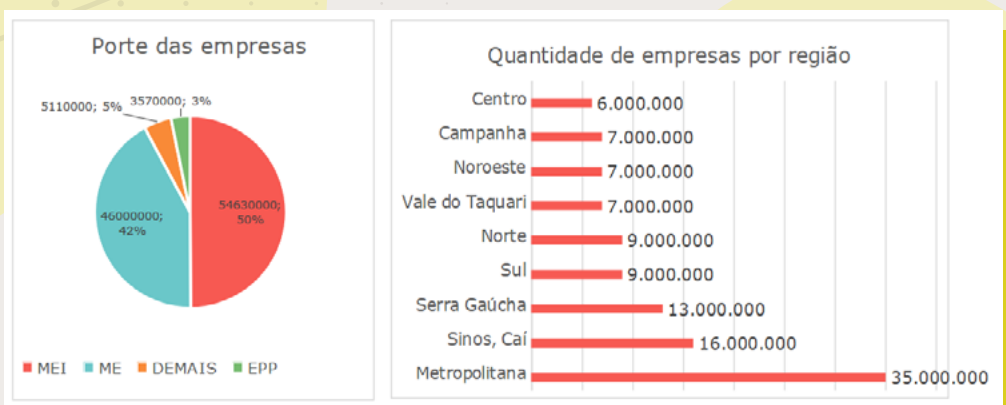 Porte das empresas
5110000; 5%
3570000; 3%
46000000;
42%
54630000;
50%
MEI ME DEMAIS EPP
Quantidade de empresas por região
Centro 6.000.000
Campanha 7.000.000
Noroeste 7.000.000
Vale do Taquari 7.000.000
Norte 9.000.000
Sul 9.000.000
Serra Gaúcha 13.000.000
Sinos, Caí 16.000.000
Metropolitana 35.000.000